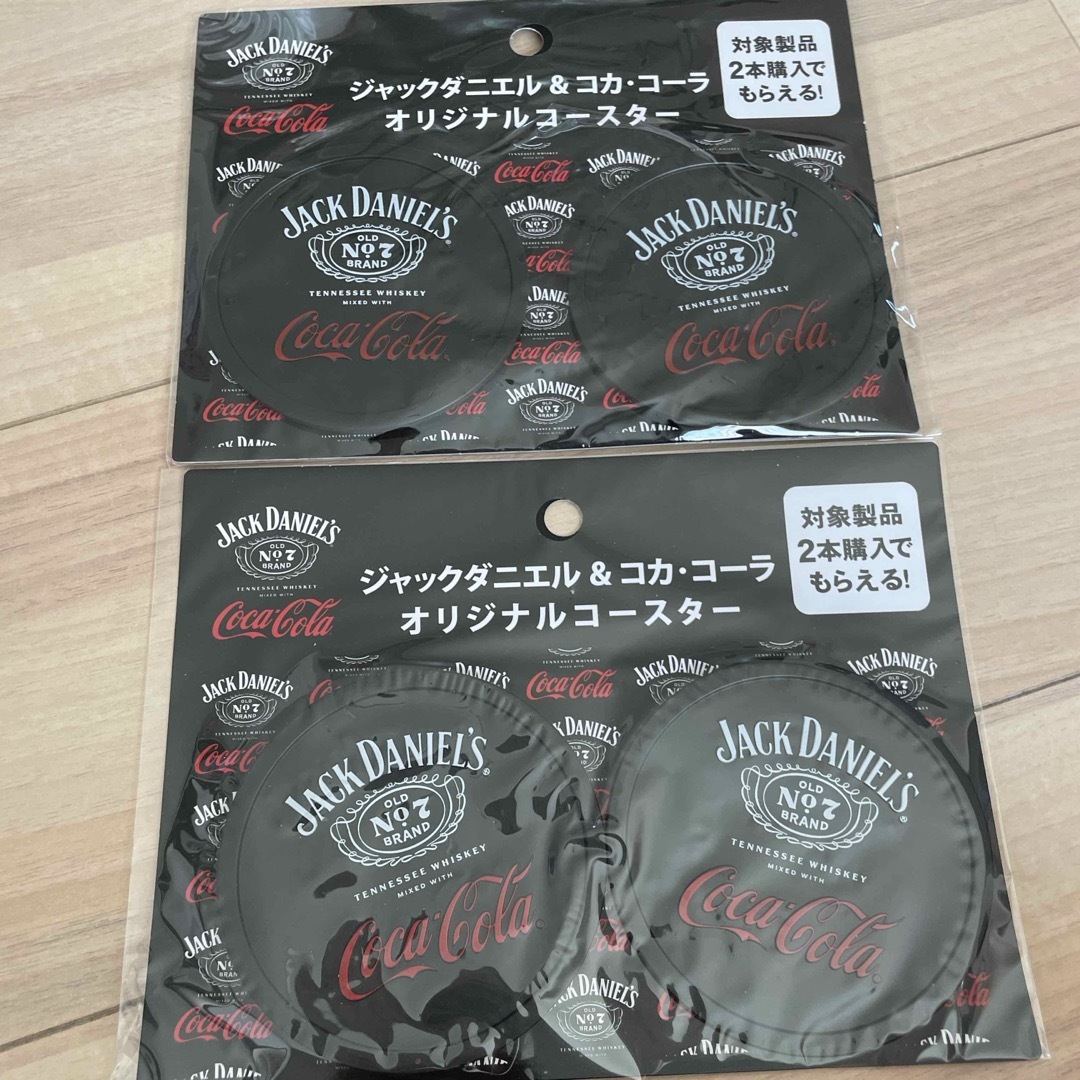 JACK DANIEL'S
OLD
No.7
BRAND
TENNESSEE WHISKEY
MIXED WITH
Coca-Cola
ジャックダニエル & コカ・コーラ
オリジナルコースター
対象製品
2本購入で
もらえる!
JACK DANIEL'S
OLD
No.7
BRAND
TENNESSEE WHISKEY
MIXED WITH
Coca-Cola
JACK DANIEL'S
OLD
No.7
BRAND
TENNESSEE WHISKEY
MIXED WITH
Coca-Cola
JACK DANIEL'S
OLD
No.7
BRAND
TENNESSEE WHISKEY
MIXED WITH
Coca-Cola
ジャックダニエル & コカ・コーラ
オリジナルコースター
対象製品
2本購入で
もらえる!
JACK DANIEL'S
OLD
No.7
BRAND
TENNESSEE WHISKEY
MIXED WITH
Coca-Cola
JACK DANIEL'S
OLD
No.7
BRAND
TENNESSEE WHISKEY
MIXED WITH
Coca-Cola